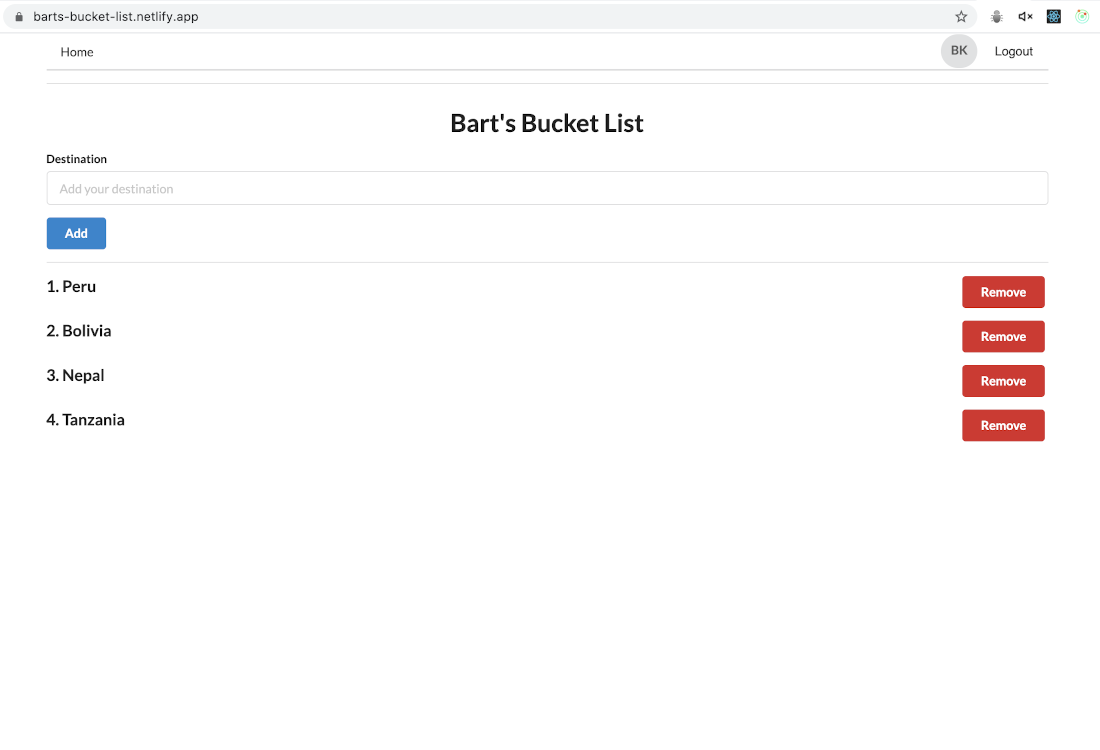 barts-bucket-list.netlify.app
Home BK Logout
Bart's Bucket List
Destination
Add your destination
Add
1. Peru Remove
2. Bolivia Remove
3. Nepal Remove
4. Tanzania Remove